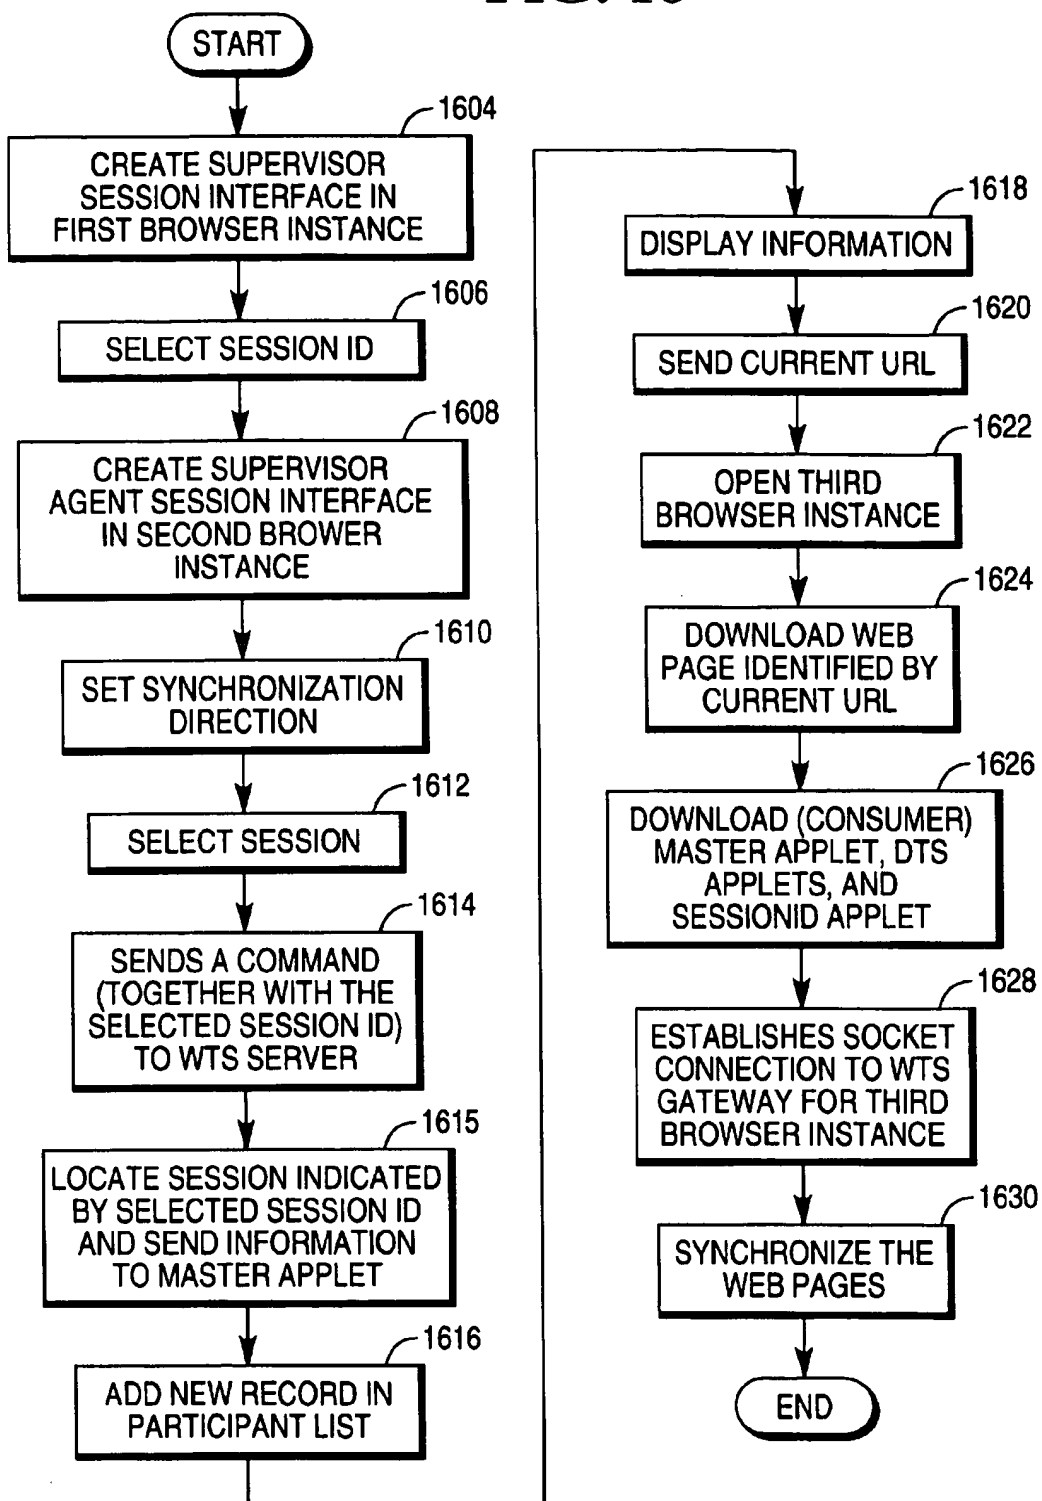 START
1604
CREATE SUPERVISOR
SESSION INTERFACE IN
FIRST BROWSER INSTANCE
1606
SELECT SESSION ID
1608
CREATE SUPERVISOR
AGENT SESSION INTERFACE
IN SECOND BROWER
INSTANCE
1610
SET SYNCHRONIZATION
DIRECTION
1612
SELECT SESSION
1614
SENDS A COMMAND
(TOGETHER WITH THE
SELECTED SESSION ID)
TO WTS SERVER
1615
LOCATE SESSION INDICATED
BY SELECTED SESSION ID
AND SEND INFORMATION
TO MASTER APPLET
1616
ADD NEW RECORD IN
PARTICIPANT LIST
1618
DISPLAY INFORMATION
1620
SEND CURRENT URL
1622
OPEN THIRD
BROWSER INSTANCE
1624
DOWNLOAD WEB
PAGE IDENTIFIED BY
CURRENT URL
1626
DOWNLOAD (CONSUMER)
MASTER APPLET, DTS
APPLETS, AND
SESSIONID APPLET
1628
ESTABLISHES SOCKET
CONNECTION TO WTS
GATEWAY FOR THIRD
BROWSER INSTANCE
1630
SYNCHRONIZE THE
WEB PAGES
END